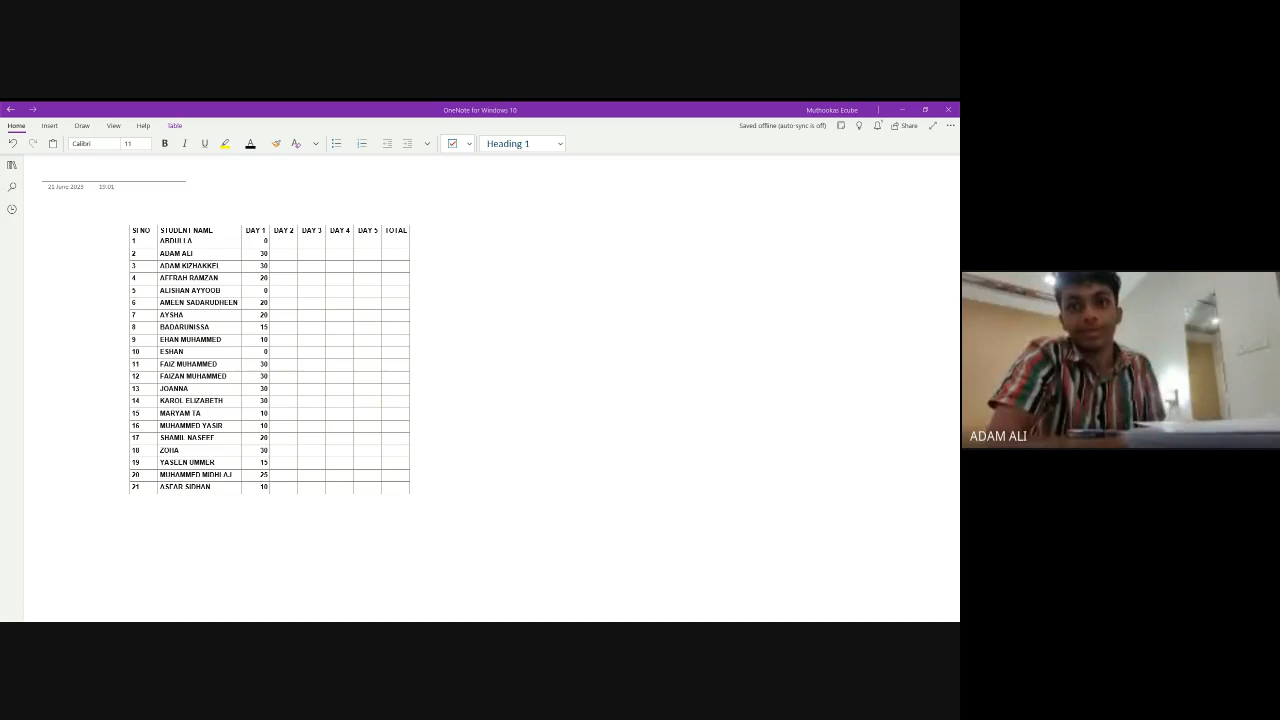 OneNote for Windows 10
Muthookas Ecube
Home Insert Draw View Help Table
Saved offline (auto-sync is off) Share
Calibri 11 B I U A Heading 1
21 June 2023 19:01
SI NO STUDENT NAME DAY 1 DAY 2 DAY 3 DAY 4 DAY 5 TOTAL
1 ABDULLA 0
2 ADAM ALI 30
3 ADAM KIZHAKKEL 30
4 AFFRAH RAMZAN 20
5 ALISHAN AYYOOB 0
6 AMEEN SADARUDHEEN 20
7 AYSHA 20
8 BADARUNISSA 15
9 EHAN MUHAMMED 10
10 ESHAN 0
11 FAIZ MUHAMMED 30
12 FAIZAN MUHAMMED 30
13 JOANNA 30
14 KAROL ELIZABETH 30
15 MARYAM TA 10
16 MUHAMMED YASIR 10
17 SHAMIL NASEEF 20
18 ZOHA 30
19 YASEEN UMMER 15
20 MUHAMMED MIDHLAJ 25
21 ASFAR SIDHAN 10
ADAM ALI